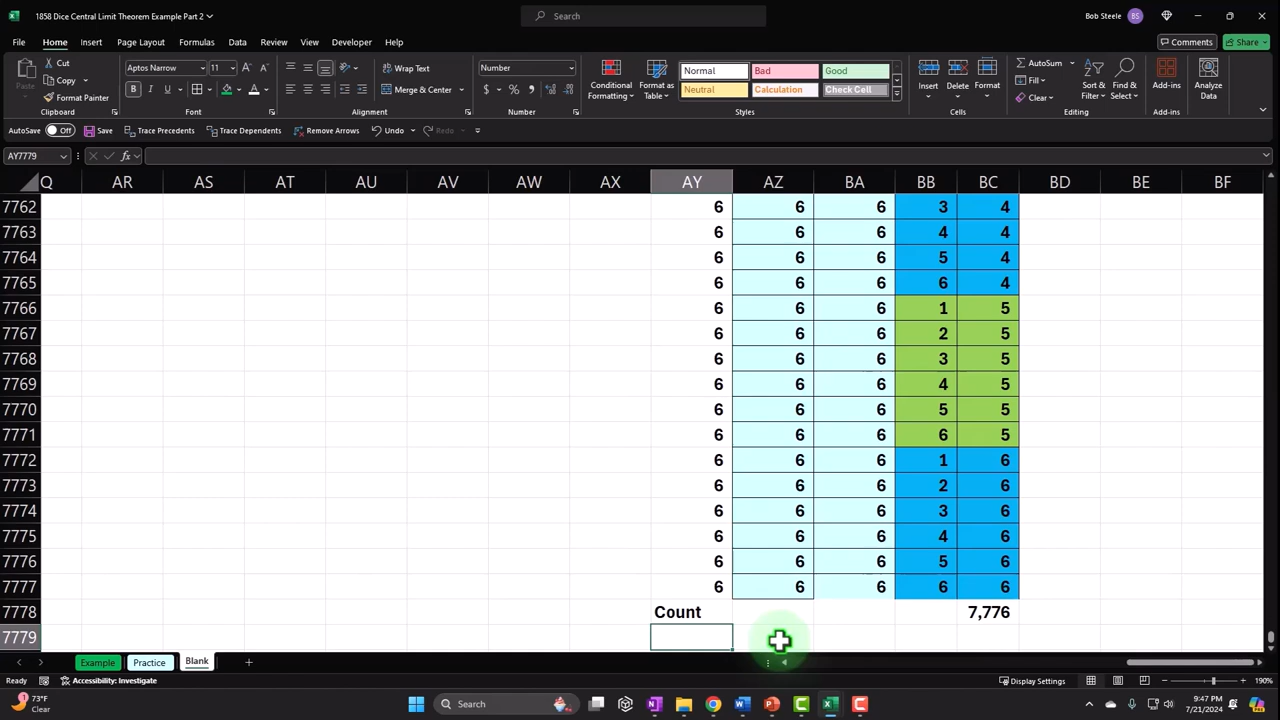 1858 Dice Central Limit Theorem Example Part 2
Search
Bob Steele BS
File Home Insert Page Layout Formulas Data Review View Developer Help Comments Share
Cut
Copy
Format Painter
Clipboard
Aptos Narrow 11
Font
Wrap Text
Merge & Center
Alignment
Number
Number
Conditional Formatting
Format as Table
Normal Bad Good
Neutral Calculation Check Cell
Styles
Insert Delete Format
Cells
AutoSum
Fill
Clear
Sort & Filter
Find & Select
Editing
Add-ins
Add-ins
Analyze Data
AutoSave Off Save Trace Precedents Trace Dependents Remove Arrows Undo Redo
AY7779 fx
Q AR AS AT AU AV AW AX AY AZ BA BB BC BD BE BF
7762 6 6 6 3 4
7763 6 6 6 4 4
7764 6 6 6 5 4
7765 6 6 6 6 4
7766 6 6 6 1 5
7767 6 6 6 2 5
7768 6 6 6 3 5
7769 6 6 6 4 5
7770 6 6 6 5 5
7771 6 6 6 6 5
7772 6 6 6 1 6
7773 6 6 6 2 6
7774 6 6 6 3 6
7775 6 6 6 4 6
7776 6 6 6 5 6
7777 6 6 6 6 6
7778 Count 7,776
7779
Example Practice Blank
Ready Accessibility: Investigate Display Settings 190%
73°F
Clear
Search
9:47 PM
7/21/2024